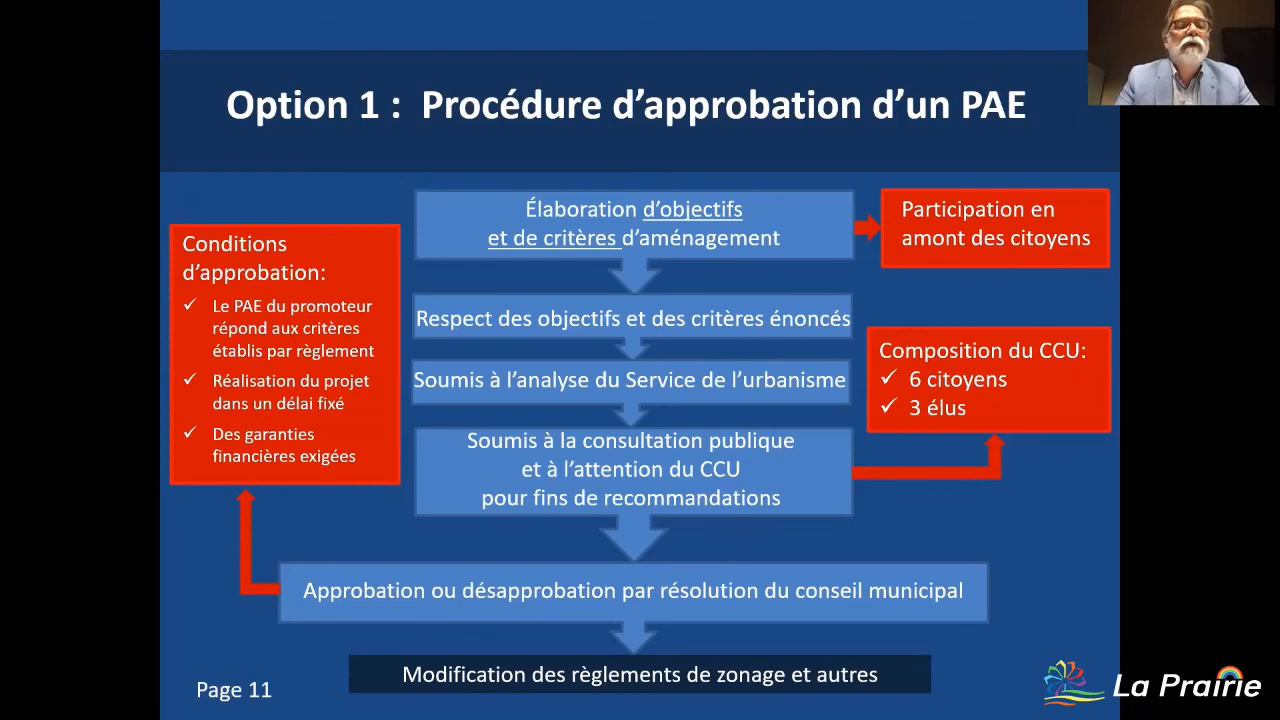 Option 1 : Procédure d’approbation d’un PAE
Élaboration d’objectifs
et de critères d’aménagement
Participation en
amont des citoyens
Conditions
d’approbation:
✓ Le PAE du promoteur
répond aux critères
établis par règlement
✓ Réalisation du projet
dans un délai fixé
✓ Des garanties
financières exigées
Respect des objectifs et des critères énoncés
Soumis à l’analyse du Service de l’urbanisme
Composition du CCU:
✓ 6 citoyens
✓ 3 élus
Soumis à la consultation publique
et à l’attention du CCU
pour fins de recommandations
Approbation ou désapprobation par résolution du conseil municipal
Modification des règlements de zonage et autres
Page 11
La Prairie